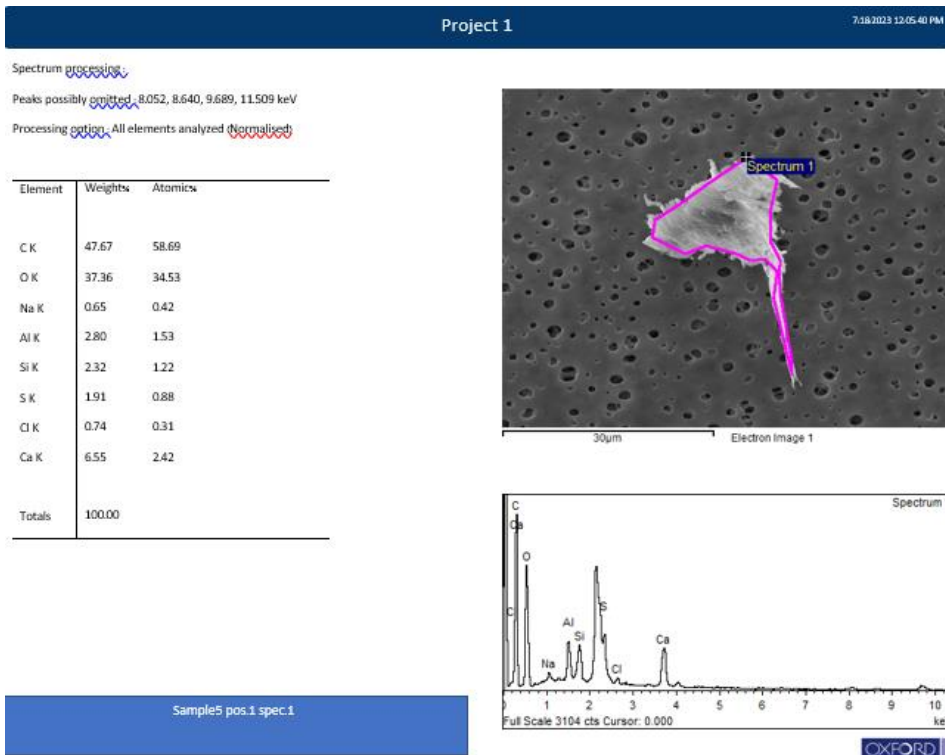 Project 1
7/18/2023 12:05:40 PM
Spectrum processing :
Peaks possibly omitted : 8.052, 8.640, 9.689, 11.509 keV
Processing option : All elements analyzed (Normalised)
Element Weight% Atomic%
C K 47.67 58.69
O K 37.36 34.53
Na K 0.65 0.42
Al K 2.80 1.53
Si K 2.32 1.22
S K 1.91 0.88
Cl K 0.74 0.31
Ca K 6.55 2.42
Totals 100.00
Sample5 pos.1 spec.1
Spectrum 1
30µm Electron Image 1
Spectrum
C
Ca
O
C
Na
Al
Si
S
Cl
Ca
1 2 3 4 5 6 7 8 9 10
Full Scale 3104 cts Cursor: 0.000 ke
OXFORD